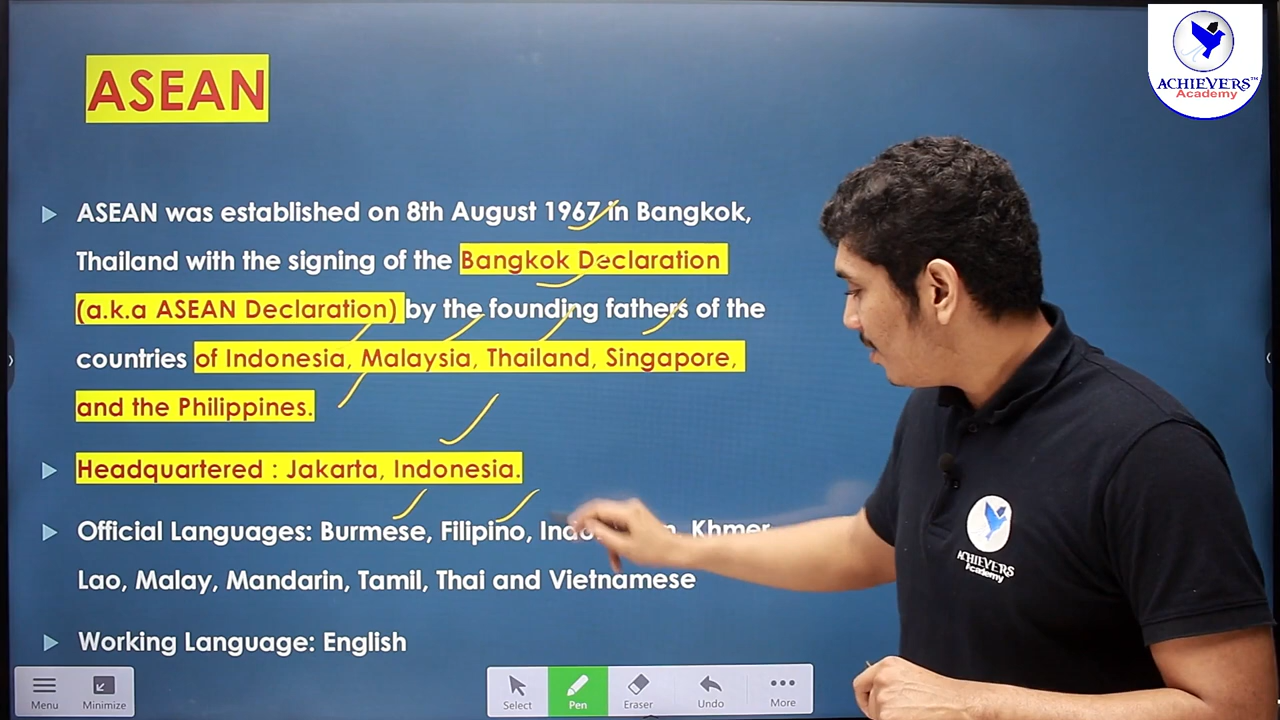 ACHIEVERS™
Academy
ASEAN
ASEAN was established on 8th August 1967 in Bangkok,
Thailand with the signing of the Bangkok Declaration
(a.k.a ASEAN Declaration) by the founding fathers of the
countries of Indonesia, Malaysia, Thailand, Singapore,
and the Philippines.
Headquartered : Jakarta, Indonesia.
Official Languages: Burmese, Filipino, Khmer
Lao, Malay, Mandarin, Tamil, Thai and Vietnamese
Working Language: English
ACHIEVERS
Academy
Menu
Minimize
Select
Pen
Eraser
Undo
More